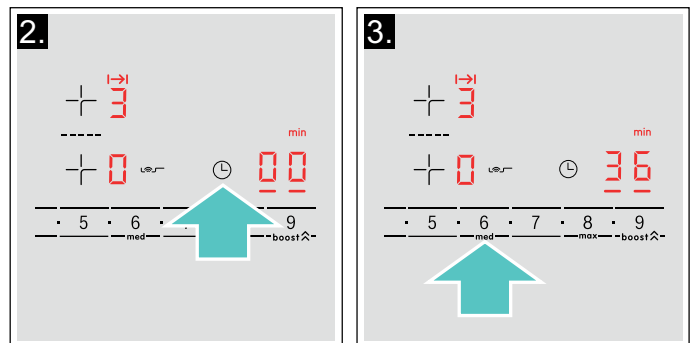 2.
3
min
0 00
· 5 · 6 · 9
med boost
3.
3
min
0 36
· 5 · 6 · 7 · 8 · 9
med max boost